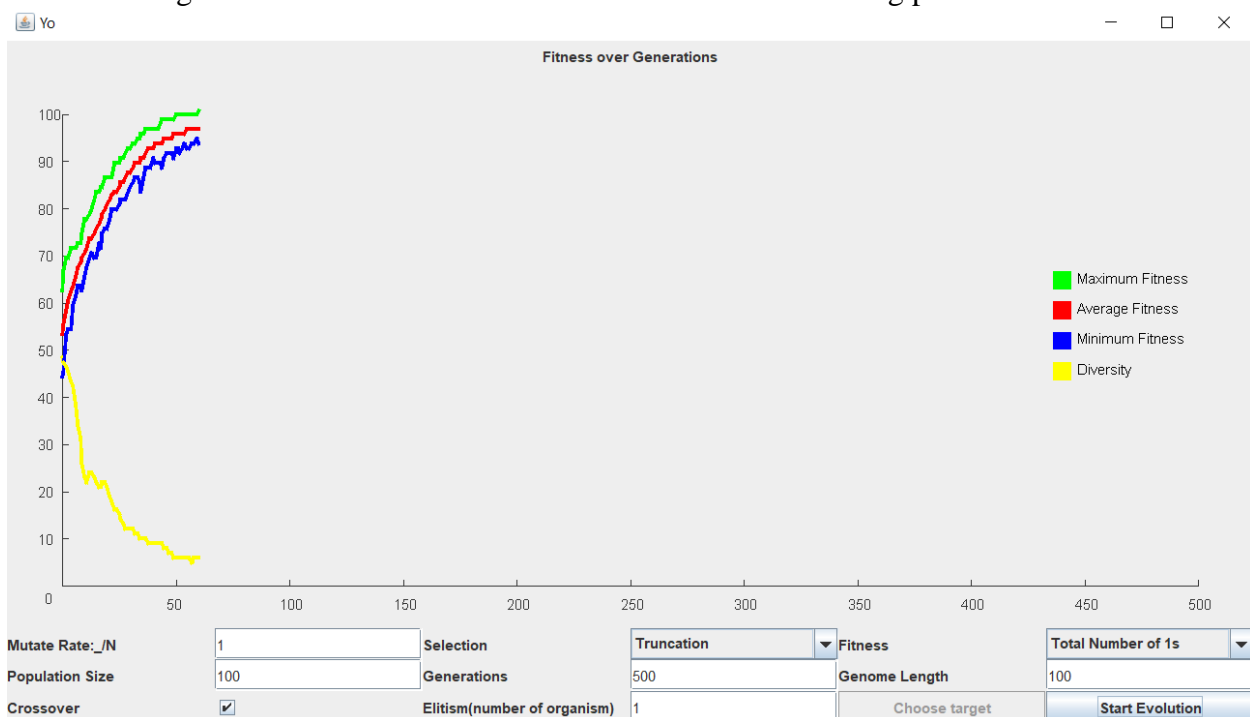 Yo
Fitness over Generations
100
90
80
70
60
50
40
30
20
10
0
50 100 150 200 250 300 350 400 450 500
Maximum Fitness
Average Fitness
Minimum Fitness
Diversity
Mutate Rate:_/N 1 Selection Truncation Fitness Total Number of 1s
Population Size 100 Generations 500 Genome Length 100
Crossover Elitism(number of organism) 1 Choose target Start Evolution